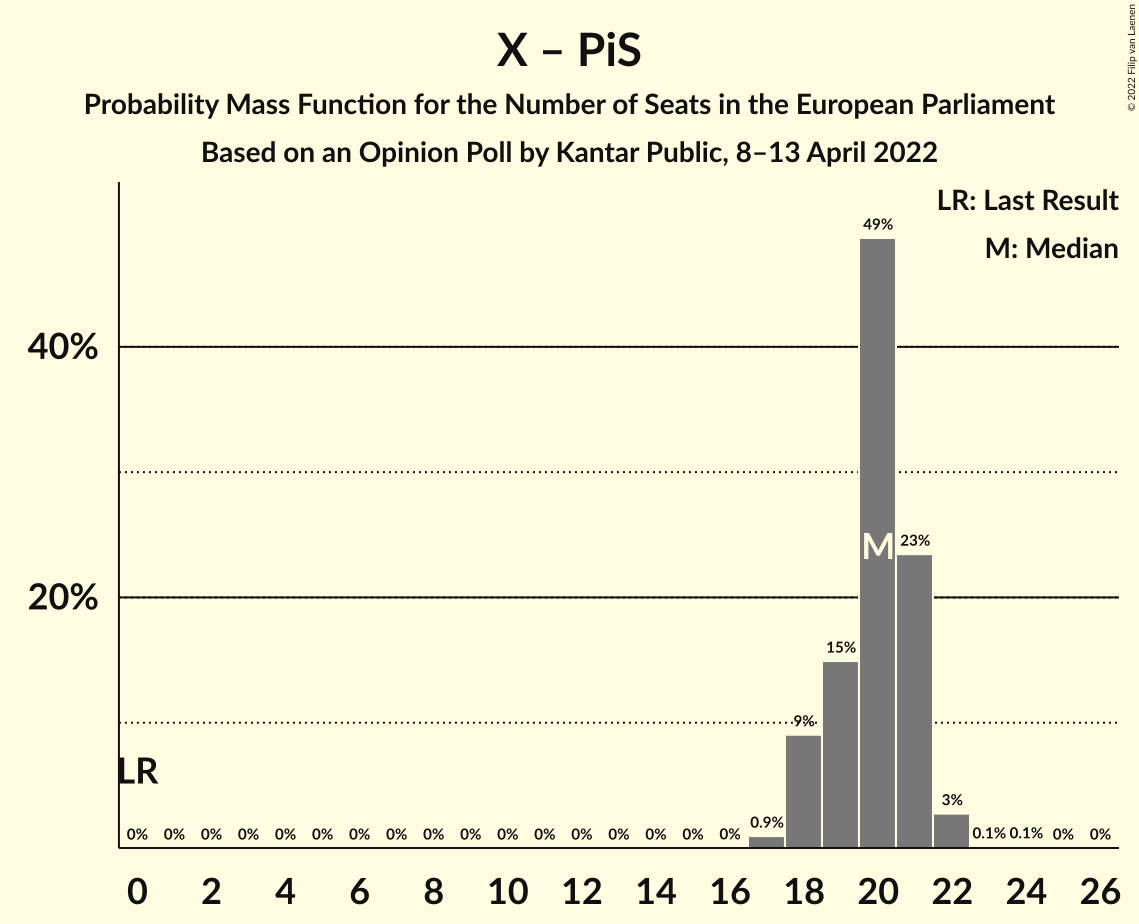 X – PiS
Probability Mass Function for the Number of Seats in the European Parliament
Based on an Opinion Poll by Kantar Public, 8–13 April 2022
© 2022 Filip van Laenen
LR: Last Result
M: Median
49%
40%
M 23%
20%
15%
9%
LR
3%
0% 0% 0% 0% 0% 0% 0% 0% 0% 0% 0% 0% 0% 0% 0% 0% 0% 0.9% 0.1% 0.1% 0% 0%
0 2 4 6 8 10 12 14 16 18 20 22 24 26